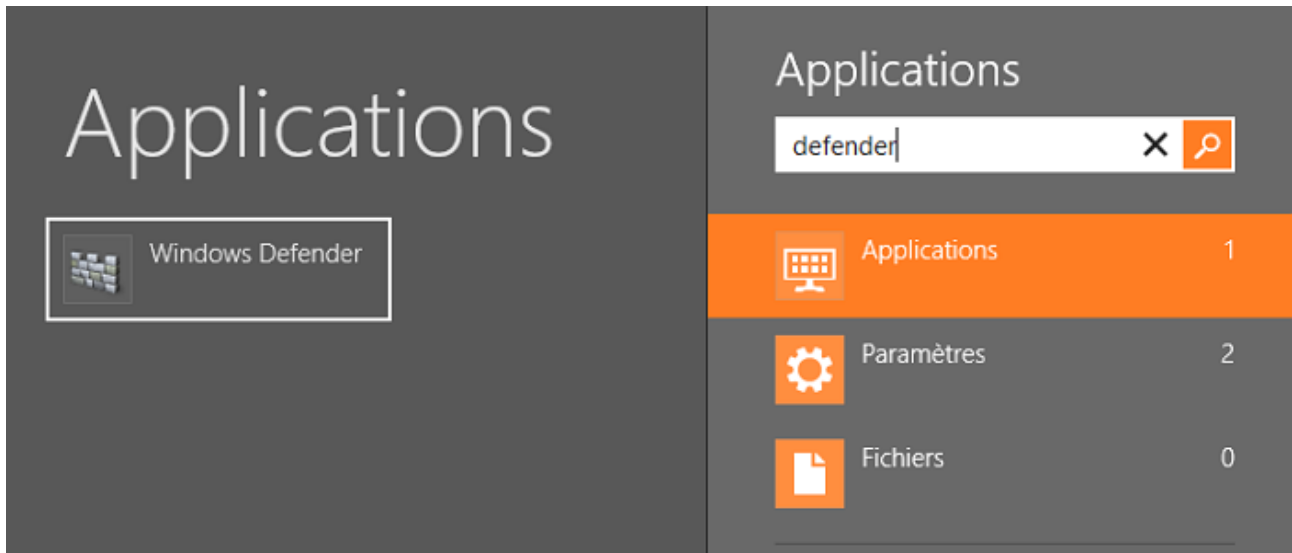 Applications
Windows Defender
Applications
defender
Applications 1
Paramètres 2
Fichiers 0